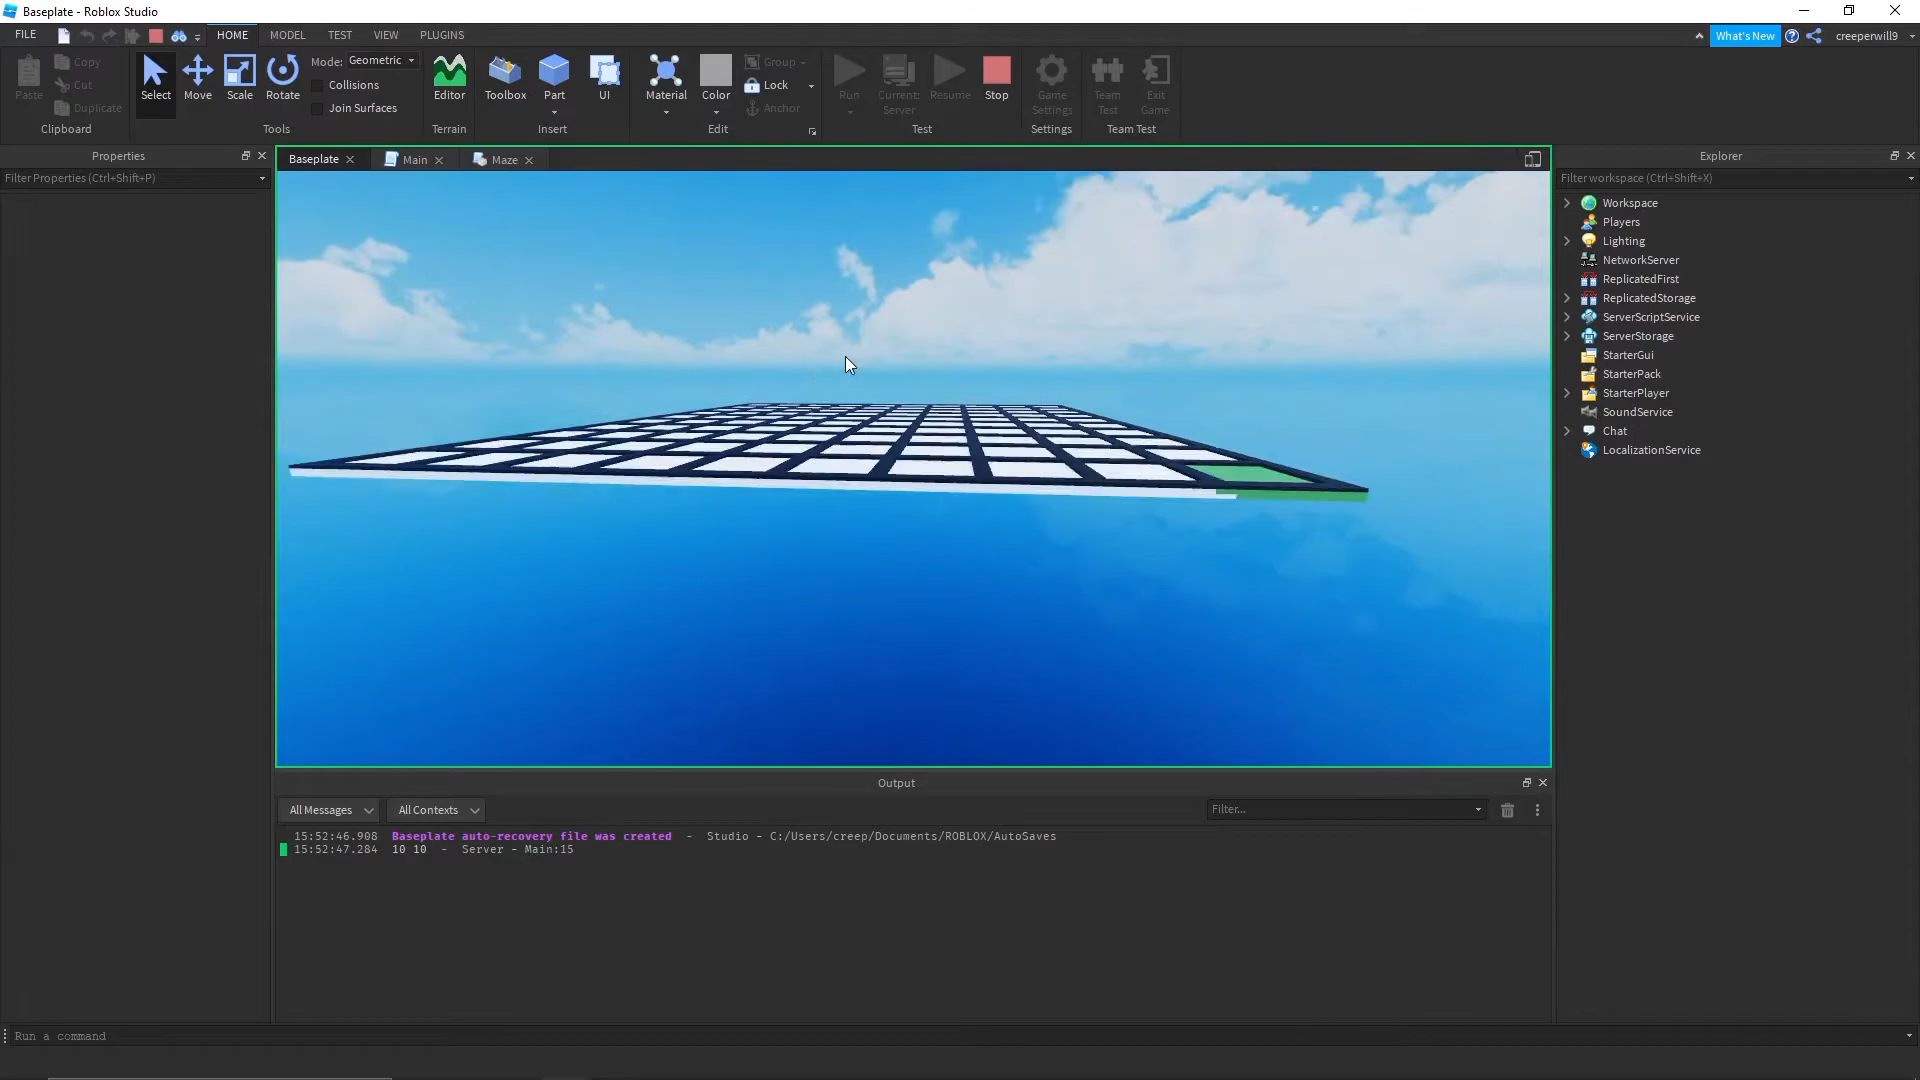 Baseplate - Roblox Studio
FILE
HOME
MODEL
TEST
VIEW
PLUGINS
What's New
creeperwill9
Paste
Copy
Cut
Duplicate
Clipboard
Select
Move
Scale
Rotate
Mode: Geometric
Collisions
Join Surfaces
Tools
Editor
Terrain
Toolbox
Part
UI
Insert
Material
Color
Group
Lock
Anchor
Edit
Run
Current: Server
Resume
Stop
Test
Game Settings
Settings
Team Test
Exit Game
Team Test
Properties
Filter Properties (Ctrl+Shift+P)
Baseplate
Main
Maze
Explorer
Filter workspace (Ctrl+Shift+X)
Workspace
Players
Lighting
NetworkServer
ReplicatedFirst
ReplicatedStorage
ServerScriptService
ServerStorage
StarterGui
StarterPack
StarterPlayer
SoundService
Chat
LocalizationService
Output
All Messages
All Contexts
Filter...
15:52:46.908 Baseplate auto-recovery file was created - Studio - C:/Users/creep/Documents/ROBLOX/AutoSaves
15:52:47.284 10 10 - Server - Main:15
Run a command